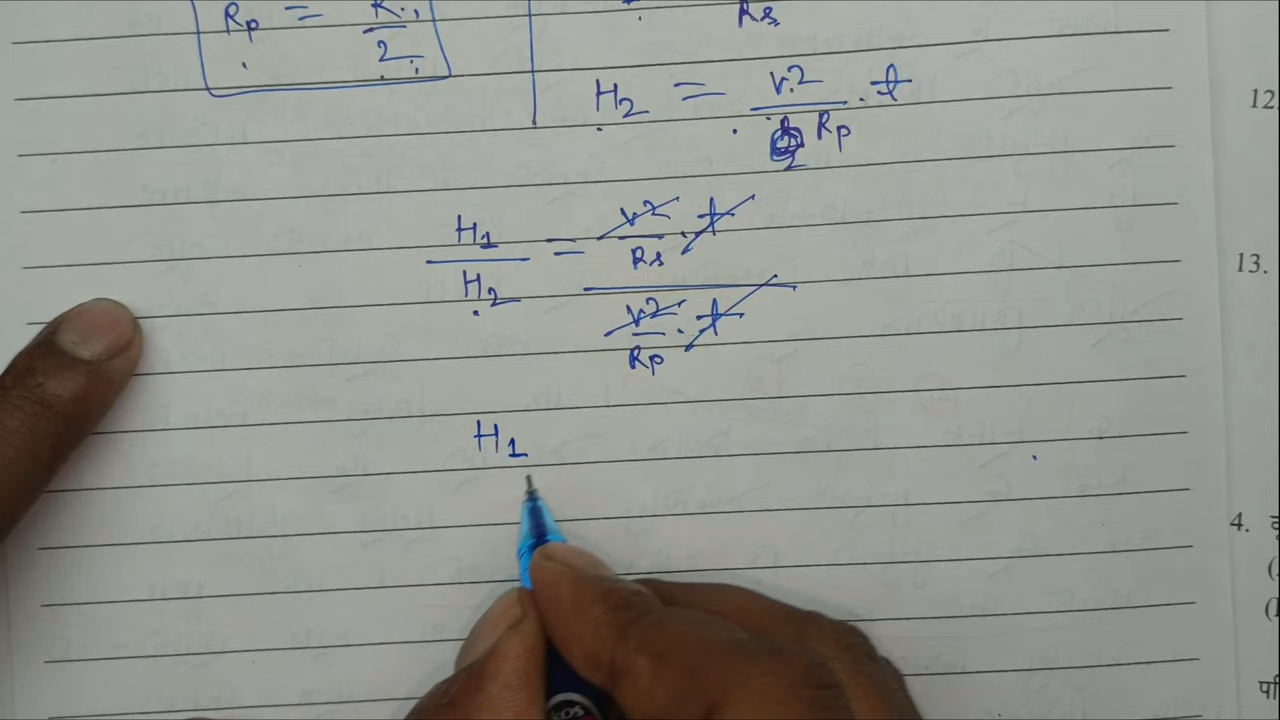 Rp = R
2
Rs
H2 = v2 . t
Rp
H1 = v2 . t
Rs
H2
v2 . t
Rp
H1
12
13.
4.